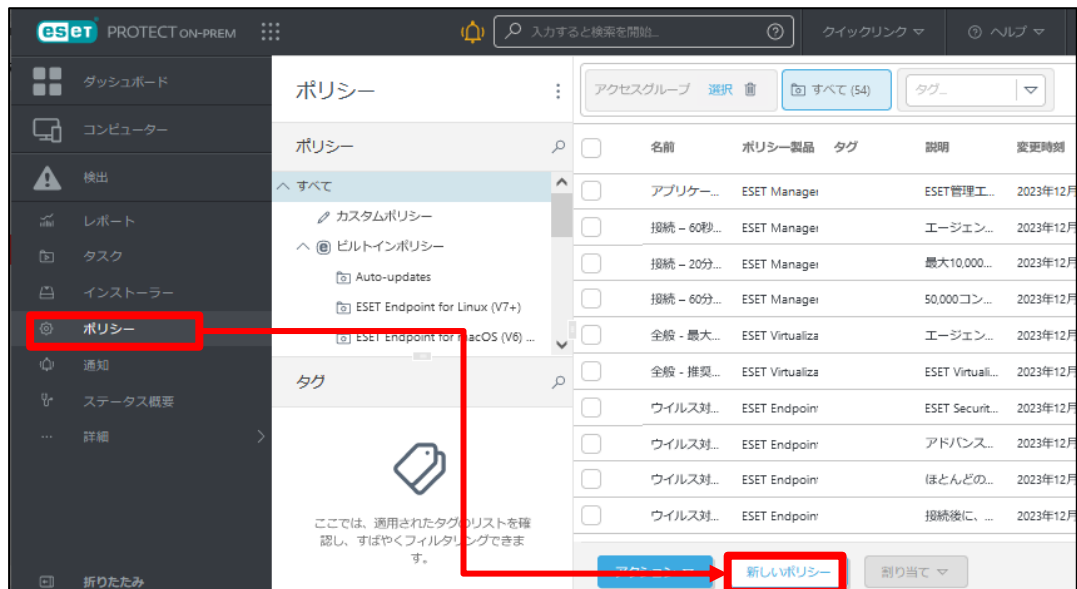 eset PROTECT ON-PREM
入力すると検索を開始...
クイックリンク
ヘルプ
ダッシュボード
コンピューター
検出
レポート
タスク
インストーラー
ポリシー
通知
ステータス概要
詳細
折りたたみ
ポリシー
ポリシー
すべて
カスタムポリシー
ビルトインポリシー
Auto-updates
ESET Endpoint for Linux (V7+)
ESET Endpoint for macOS (V6) ...
タグ
ここでは、適用されたタグのリストを確
認し、すばやくフィルタリングできま
す。
アクセスグループ 選択 すべて (54) タグ...
名前 ポリシー製品 タグ 説明 変更時刻
アプリケー... ESET Manager ESET管理エ... 2023年12月
接続 – 60秒... ESET Manager エージェン... 2023年12月
接続 – 20分... ESET Manager 最大10,000... 2023年12月
接続 – 60分... ESET Manager 50,000コン... 2023年12月
全般 - 最大... ESET Virtualiza エージェン... 2023年12月
全般 - 推奨... ESET Virtualiza ESET Virtuali... 2023年12月
ウイルス対... ESET Endpoin ESET Securit... 2023年12月
ウイルス対... ESET Endpoin アドバンス... 2023年12月
ウイルス対... ESET Endpoin ほとんどの... 2023年12月
ウイルス対... ESET Endpoin 接続後に、... 2023年12月
アクション 新しいポリシー 割り当て